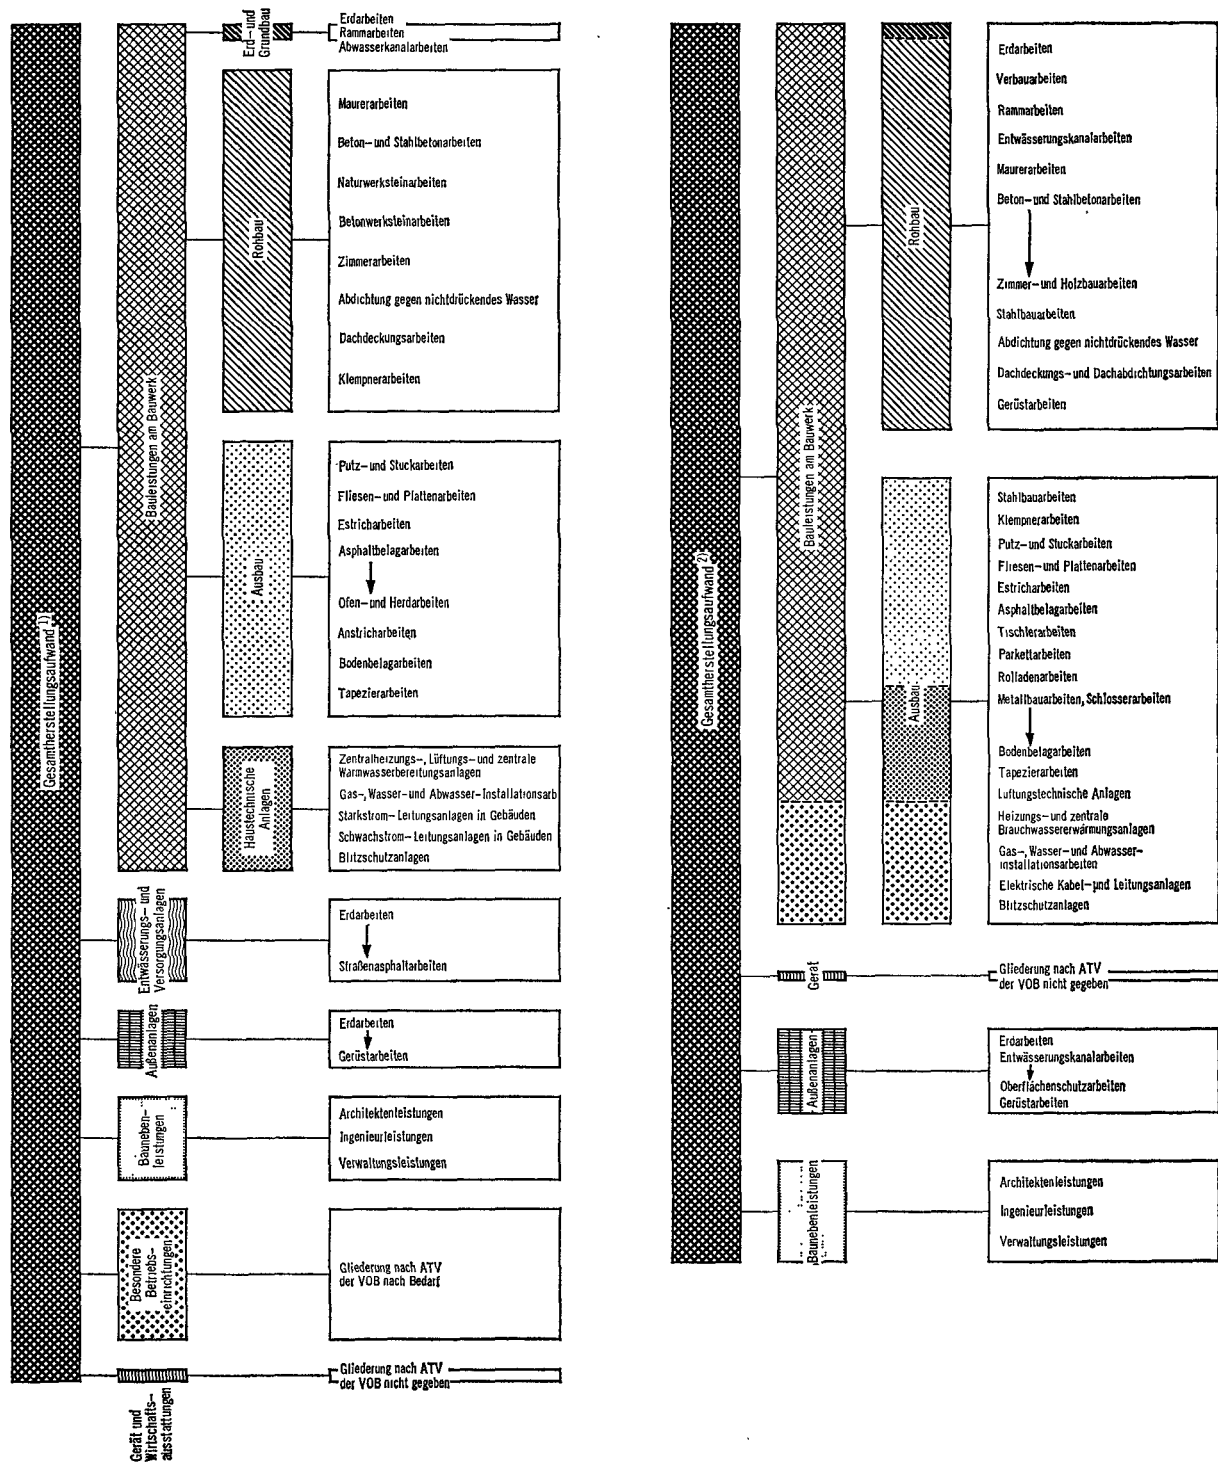 Gesamtherstellungsaufwand 1)
Bauleistungen am Bauwerk
Erd- und
Grundbau
Erdarbeiten
Rammarbeiten
Abwasserkanalarbeiten
Rohbau
Maurerarbeiten
Beton- und Stahlbetonarbeiten
Naturwerksteinarbeiten
Betonwerksteinarbeiten
Zimmerarbeiten
Abdichtung gegen nichtdrückendes Wasser
Dachdeckungsarbeiten
Klempnerarbeiten
Ausbau
Putz- und Stuckarbeiten
Fliesen- und Plattenarbeiten
Estricharbeiten
Asphaltbelagarbeiten
Ofen- und Herdarbeiten
Anstricharbeiten
Bodenbelagarbeiten
Tapezierarbeiten
Haustechnische
Anlagen
Zentralheizungs-, Lüftungs- und zentrale
Warmwasserbereitungsanlagen
Gas-, Wasser- und Abwasser-Installationsarb
Starkstrom-Leitungsanlagen in Gebäuden
Schwachstrom-Leitungsanlagen in Gebäuden
Blitzschutzanlagen
Entwässerungs- und
Versorgungsanlagen
Erdarbeiten
Straßenasphaltarbeiten
Außenanlagen
Erdarbeiten
Gerüstarbeiten
Bauneben-
leistungen
Architektenleistungen
Ingenieurleistungen
Verwaltungsleistungen
Besondere
Betriebs-
einrichtungen
Gliederung nach ATV
der VOB nach Bedarf
Gerät und
Wirtschafts-
ausstattungen
Gliederung nach ATV
der VOB nicht gegeben
Gesamtherstellungsaufwand 2)
Bauleistungen am Bauwerk
Rohbau
Erdarbeiten
Verbauarbeiten
Rammarbeiten
Entwässerungskanalarbeiten
Maurerarbeiten
Beton- und Stahlbetonarbeiten
Zimmer- und Holzbauarbeiten
Stahlbauarbeiten
Abdichtung gegen nichtdrückendes Wasser
Dachdeckungs- und Dachabdichtungsarbeiten
Gerüstarbeiten
Ausbau
Stahlbauarbeiten
Klempnerarbeiten
Putz- und Stuckarbeiten
Fliesen- und Plattenarbeiten
Estricharbeiten
Asphaltbelagarbeiten
Tischlerarbeiten
Parkettarbeiten
Rolladenarbeiten
Metallbauarbeiten, Schlosserarbeiten
Bodenbelagarbeiten
Tapezierarbeiten
Luftungstechnische Anlagen
Heizungs- und zentrale
Brauchwassererwärmungsanlagen
Gas-, Wasser- und Abwasser-
installationsarbeiten
Elektrische Kabel- und Leitungsanlagen
Blitzschutzanlagen
Gerät
Gliederung nach ATV
der VOB nicht gegeben
Außenanlagen
Erdarbeiten
Entwässerungskanalarbeiten
Oberflächenschutzarbeiten
Gerüstarbeiten
Baunebenleistungen
Architektenleistungen
Ingenieurleistungen
Verwaltungsleistungen